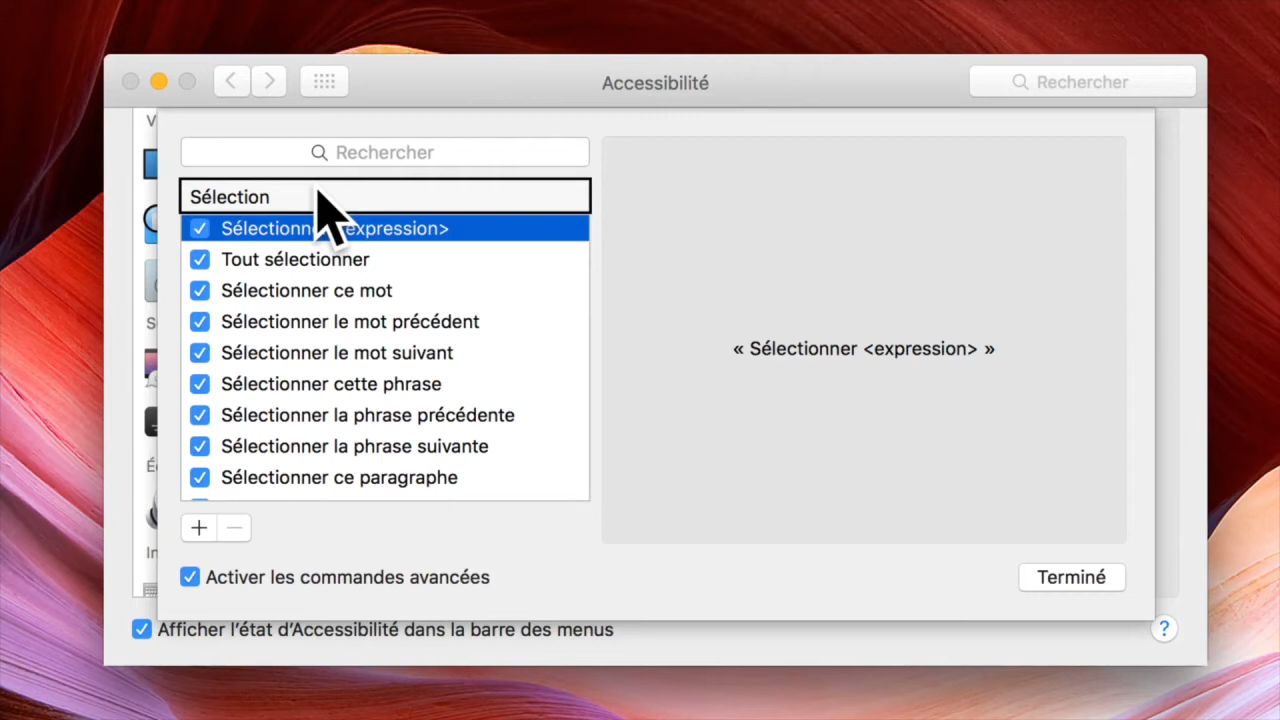 Accessibilité
Rechercher
V
Rechercher
Sélection
Sélectionner <expression>
Tout sélectionner
Sélectionner ce mot
Sélectionner le mot précédent
Sélectionner le mot suivant
Sélectionner cette phrase
Sélectionner la phrase précédente
Sélectionner la phrase suivante
Sélectionner ce paragraphe
« Sélectionner <expression> »
S
Éc
In
Activer les commandes avancées
Terminé
Afficher l’état d’Accessibilité dans la barre des menus
?